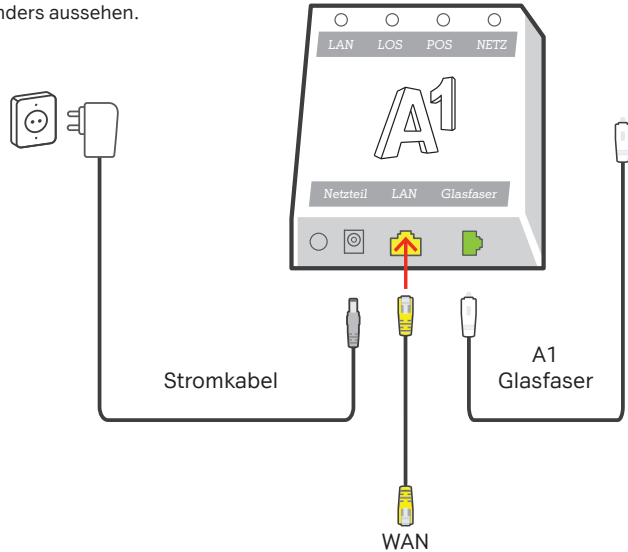 nders aussehen.
LAN LOS POS NETZ
A1
Netzteil LAN Glasfaser
Stromkabel
A1
Glasfaser
WAN